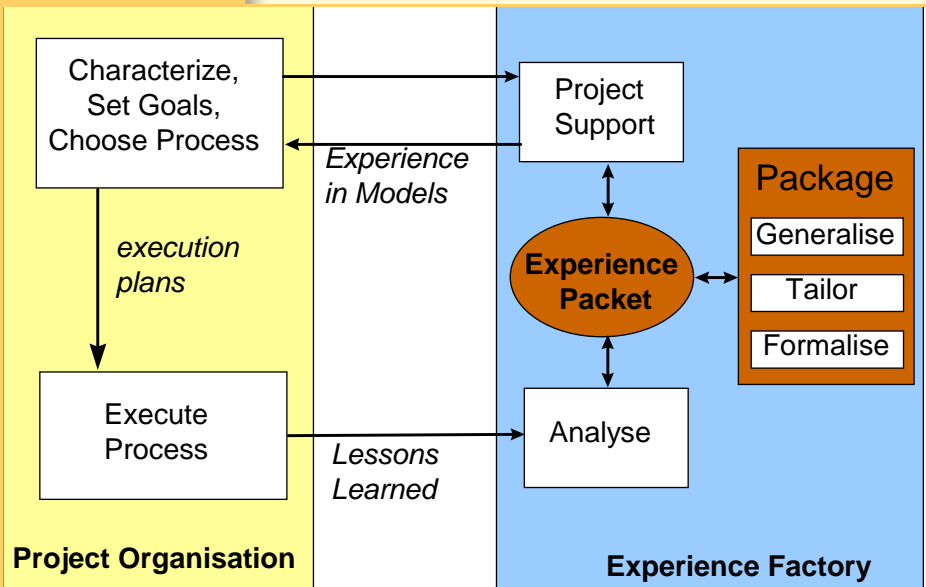 Characterize,
Set Goals,
Choose Process
Project
Support
Experience
in Models
Package
Generalise
Tailor
Formalise
execution
plans
Experience
Packet
Execute
Process
Analyse
Lessons
Learned
Project Organisation
Experience Factory